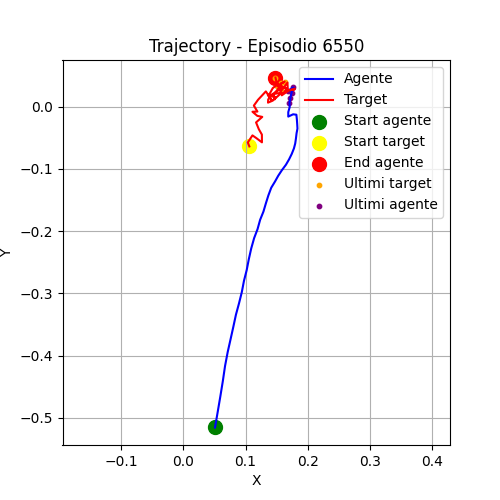 Trajectory - Episodio 6550
Agente
Target
Start agente
Start target
End agente
Ultimi target
Ultimi agente
0.0
−0.1
−0.2
−0.3
−0.4
−0.5
Y
−0.1
0.0
0.1
0.2
0.3
0.4
X